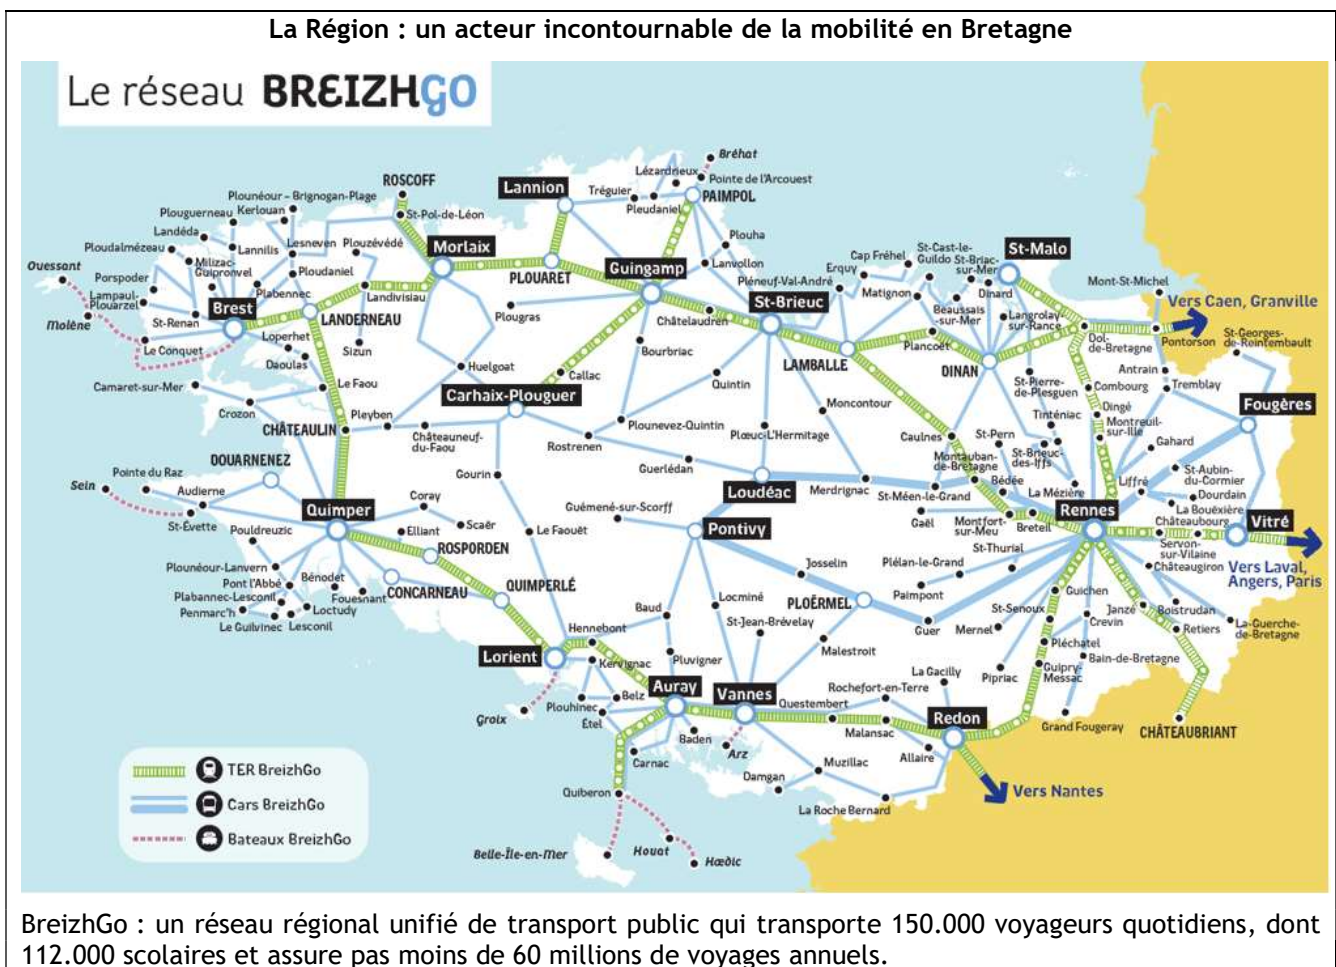 La Région : un acteur incontournable de la mobilité en Bretagne
Le réseau BREIZHGO
Bréhat
Lézardrieux
Pointe de l'Arcouest
ROSCOFF
Lannion
Tréguier
PAIMPOL
Plounéour – Brignogan-Plage
Pleudaniel
Plouguerneau
Kerlouan
St-Pol-de-Léon
Landéda
Plouha
Cap Fréhel
St-Cast-le-
Guildo
St-Briac-
sur-Mer
St-Malo
Ploudalmézeau
Lannilis
Lesneven
Plouzévédé
Morlaix
Ouessant
Milizac-
Guipronvel
Ploudaniel
PLOUARET
Guingamp
Lanvollon
Erquy
Pléneuf-Val-André
Mont-St-Michel
Porspoder
Plabennec
Landivisiau
St-Brieuc
Matignon
Dinard
Vers Caen, Granville
Lampaul-
Plouarzel
Brest
Beaussais
-sur-Mer
Langrolay
-sur-Rance
Molène
St-Renan
LANDERNEAU
Plougras
Châtelaudren
Plancoët
Dol-
de-Bretagne
Pontorson
St-Georges-
de-Reintembault
Le Conquet
Loperhet
Daoulas
Sizun
Bourbriac
LAMBALLE
DINAN
Antrain
Huelgoat
Callac
Quintin
St-Pierre-
de-Plesguen
Combourg
Tremblay
Camaret-sur-Mer
Le Faou
Carhaix-Plouguer
Moncontour
Dingé
Fougères
Crozon
Pleyben
Tinténiac
Montreuil-
sur-Ille
CHÂTEAULIN
Châteauneuf-
du-Faou
Plounevez-Quintin
Plœuc-L'Hermitage
Caulnes
St-Pern
Gahard
Rostrenen
St-Brieuc-
des-Iffs
DOUARNENEZ
Guerlédan
Montauban-
de-Bretagne
St-Aubin-
du-Cormier
Pointe du Raz
Gourin
Loudéac
Merdrignac
Bédée
Liffré
Sein
Audierne
Coray
St-Méen-le-Grand
La Mézière
Dourdain
Quimper
Guémené-sur-Scorff
Rennes
La Bouëxière
St-Évette
Pouldreuzic
Scaër
Gaël
Montfort-
sur-Meu
Breteil
Châteaubourg
Vitré
Elliant
Le Faouët
Pontivy
St-Thurial
Servon-
sur-Vilaine
ROSPORDEN
Josselin
Plélan-le-Grand
Châteaugiron
Vers Laval,
Angers, Paris
Plounéour-Lanvern
Bénodet
QUIMPERLÉ
Pont l'Abbé
CONCARNEAU
Fouesnant
PLOËRMEL
Paimpont
Guichen
Plabannec-Lesconil
Locminé
Janzé
Boistrudan
Penmarc'h
Loctudy
Baud
St-Senoux
Crevin
La-Guerche-
de-Bretagne
Le Guilvinec
Lesconil
Hennebont
St-Jean-Brévelay
Guer
Mernel
Retiers
Lorient
Kervignac
Pluvigner
Malestroit
Pléchatel
Bain-de-Bretagne
Auray
Vannes
La Gacilly
Pipriac
Guipry-
Messac
Belz
Rochefort-en-Terre
Groix
Plouhinec
Étel
Questembert
Redon
Grand Fougeray
CHÂTEAUBRIANT
Baden
Arz
Malansac
Carnac
Allaire
Muzillac
Damgan
Quiberon
La Roche Bernard
Vers Nantes
Belle-Île-en-Mer
Houat
Hœdic
TER BreizhGo
Cars BreizhGo
Bateaux BreizhGo
BreizhGo : un réseau régional unifié de transport public qui transporte 150.000 voyageurs quotidiens, dont
112.000 scolaires et assure pas moins de 60 millions de voyages annuels.